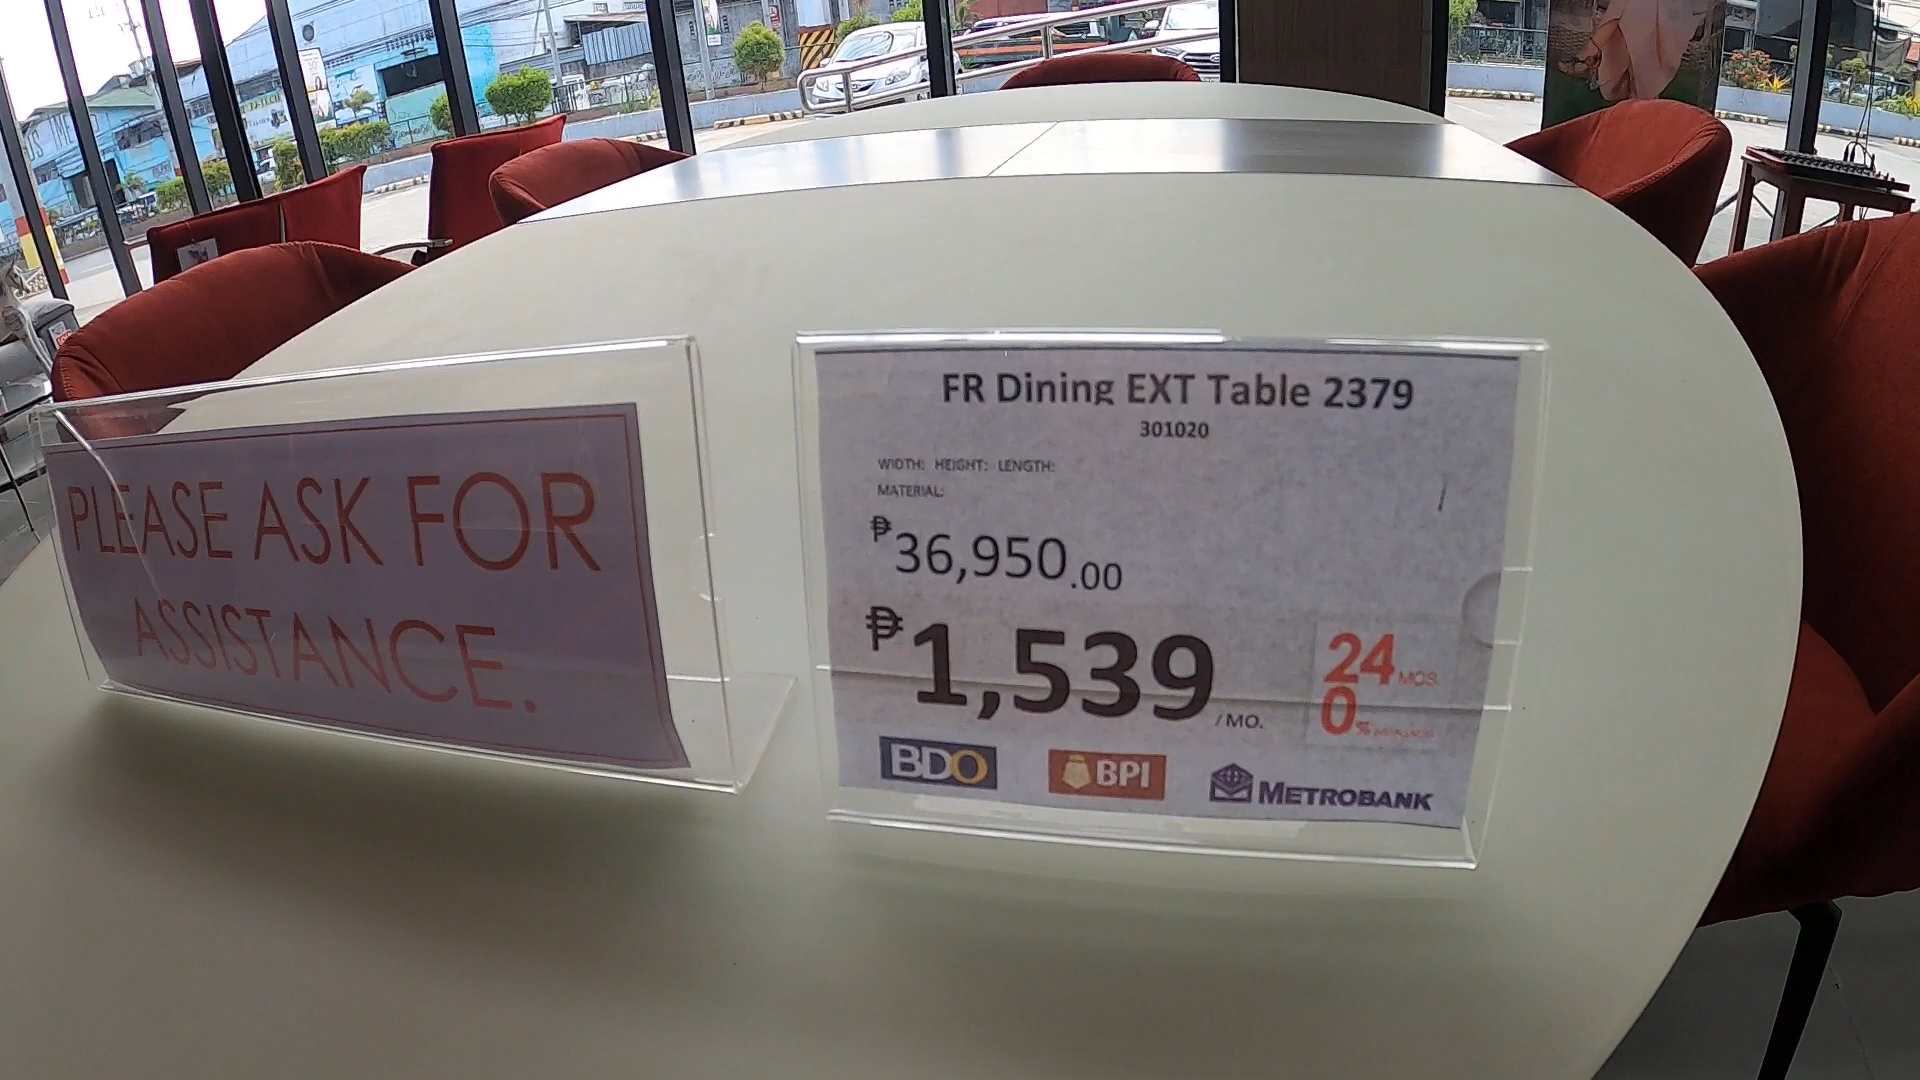 PLEASE ASK FOR
ASSISTANCE.
FR Dining EXT Table 2379
301020
WIDTH: HEIGHT: LENGTH:
MATERIAL:
₱36,950.00
₱1,539/MO.
24 MOS.
0%
BDO
BPI
METROBANK